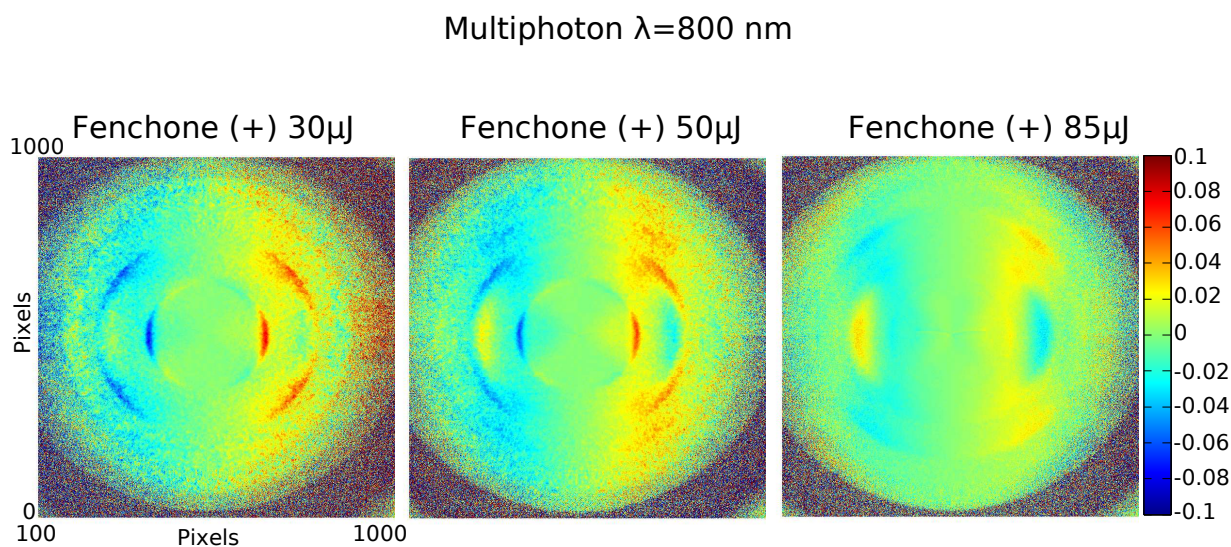 Multiphoton λ=800 nm
Fenchone (+) 30μJ
Fenchone (+) 50μJ
Fenchone (+) 85μJ
1000
Pixels
0
100
Pixels
1000
0.1
0.08
0.06
0.04
0.02
0
-0.02
-0.04
-0.06
-0.08
-0.1